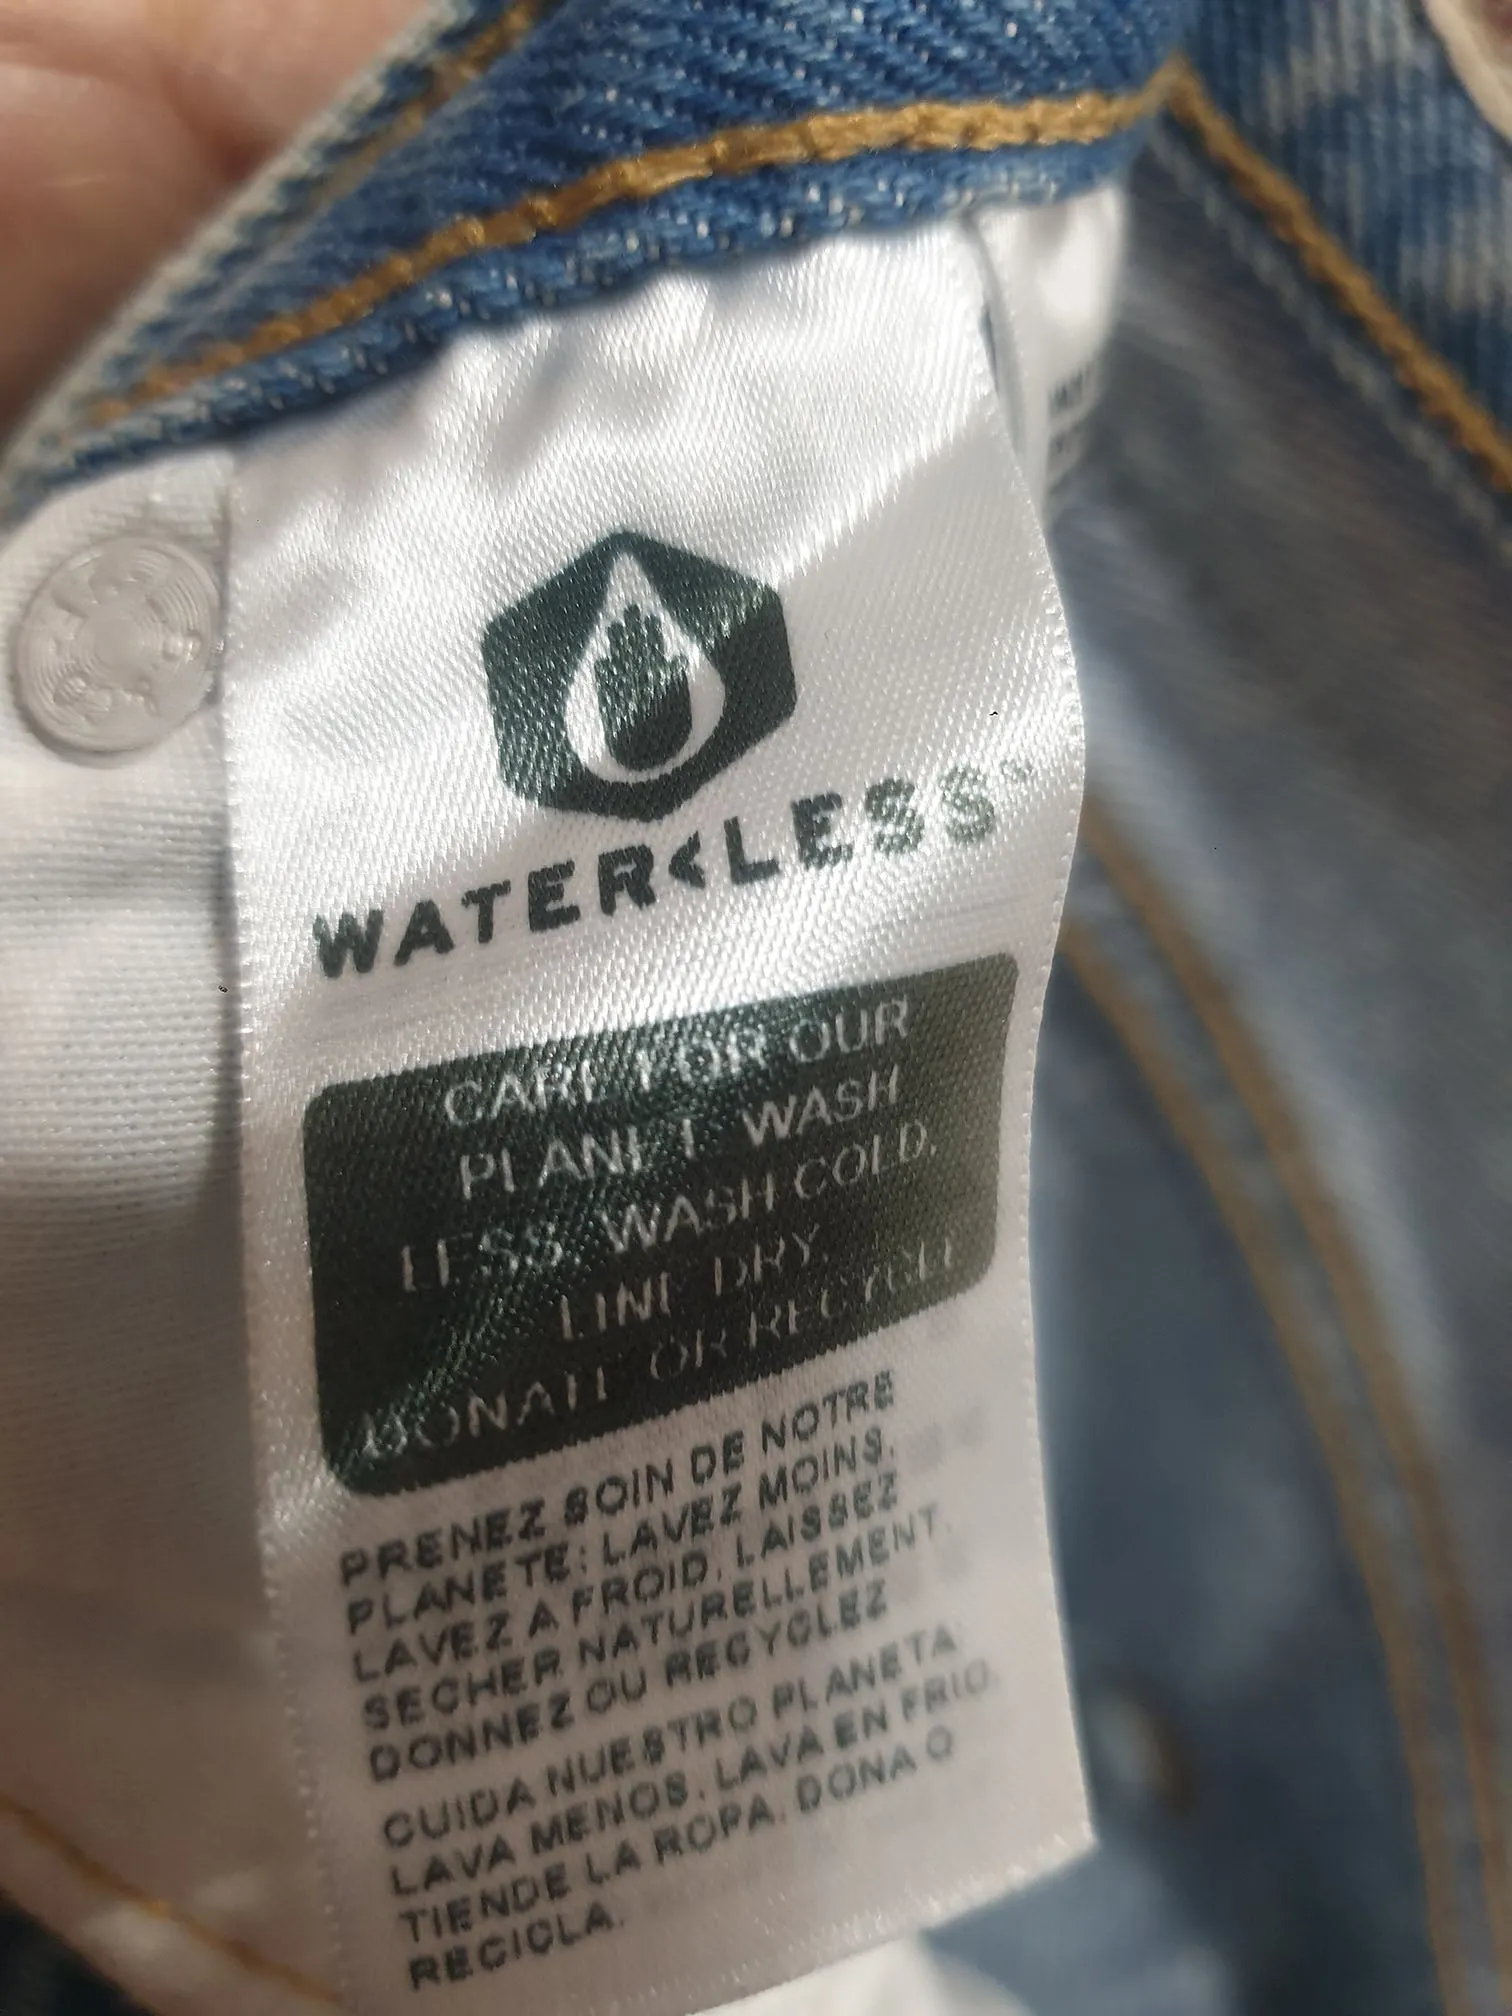 WATER<LESS
CARE FOR OUR
PLANET: WASH
LESS, WASH COLD,
LINE DRY,
DONATE OR RECYCLE
PRENEZ SOIN DE NOTRE
PLANETE: LAVEZ MOINS,
LAVEZ A FROID, LAISSEZ
SECHER NATURELLEMENT,
DONNEZ OU RECYCLEZ
CUIDA NUESTRO PLANETA:
LAVA MENOS, LAVA EN FRIO,
TIENDE LA ROPA, DONA O
RECICLA.